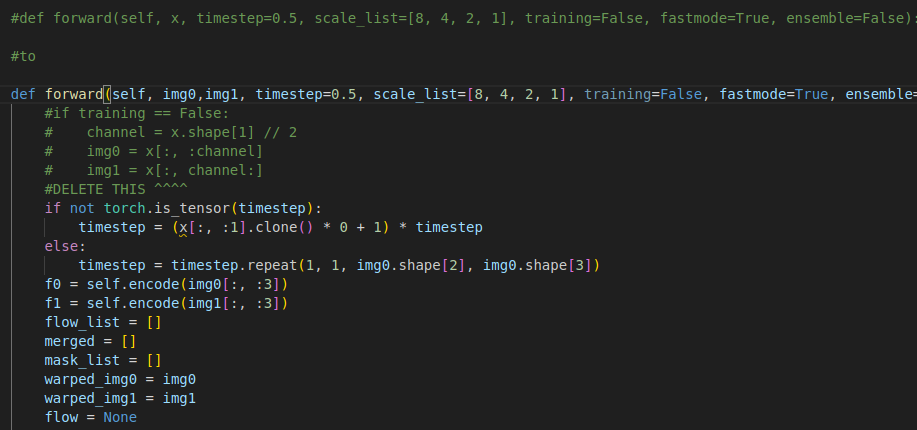 #def forward(self, x, timestep=0.5, scale_list=[8, 4, 2, 1], training=False, fastmode=True, ensemble=False):
#to
def forward(self, img0,img1, timestep=0.5, scale_list=[8, 4, 2, 1], training=False, fastmode=True, ensemble=
#if training == False:
#    channel = x.shape[1] // 2
#    img0 = x[:, :channel]
#    img1 = x[:, channel:]
#DELETE THIS ^^^^
if not torch.is_tensor(timestep):
timestep = (x[:, :1].clone() * 0 + 1) * timestep
else:
timestep = timestep.repeat(1, 1, img0.shape[2], img0.shape[3])
f0 = self.encode(img0[:, :3])
f1 = self.encode(img1[:, :3])
flow_list = []
merged = []
mask_list = []
warped_img0 = img0
warped_img1 = img1
flow = None